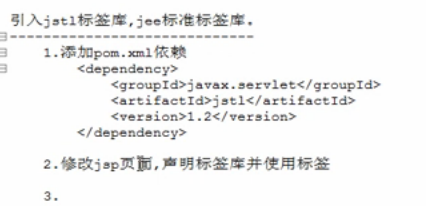 引入jstl标签库,jee标准标签库。
-----------------------------
1.添加pom.xml依赖
<dependency>
<groupId>javax.servlet</groupId>
<artifactId>jstl</artifactId>
<version>1.2</version>
</dependency>
2.修改jsp页面,声明标签库并使用标签
3.